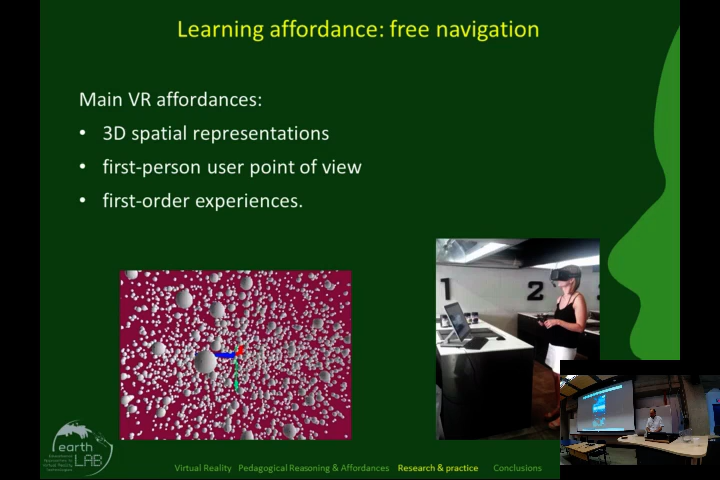 Learning affordance: free navigation
Main VR affordances:
• 3D spatial representations
• first-person user point of view
• first-order experiences.
1
2
earth
LAB
Virtual Reality Pedagogical Reasoning & Affordances Research & practice Conclusions